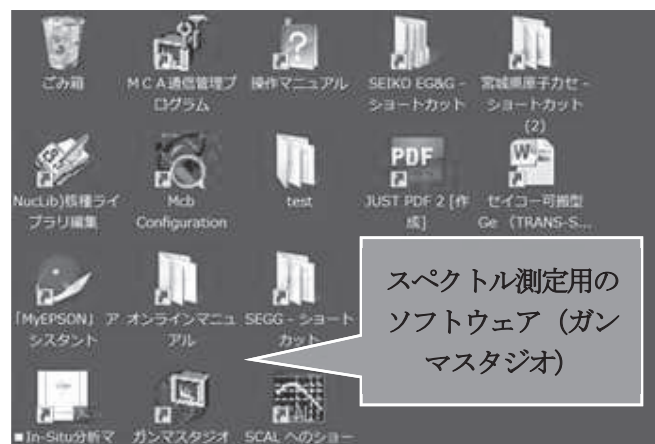 ごみ箱
MCA通信管理プ
ログラム
操作マニュアル
SEIKO EG&G -
ショートカット
宮城県原子力セ -
ショートカット
(2)
NucLib)核種ライ
ブラリ編集
Mcb
Configuration
test
PDF
JUST PDF 2 [作
成]
セイコー可搬型
Ge (TRANS-S...
「MyEPSON」 ア
シスタント
オンラインマニュ
アル
SEGG - ショート
カット
■In-Situ分析マ
ガンマスタジオ
SCAL へのショー
スペクトル測定用の
ソフトウェア（ガン
マスタジオ）